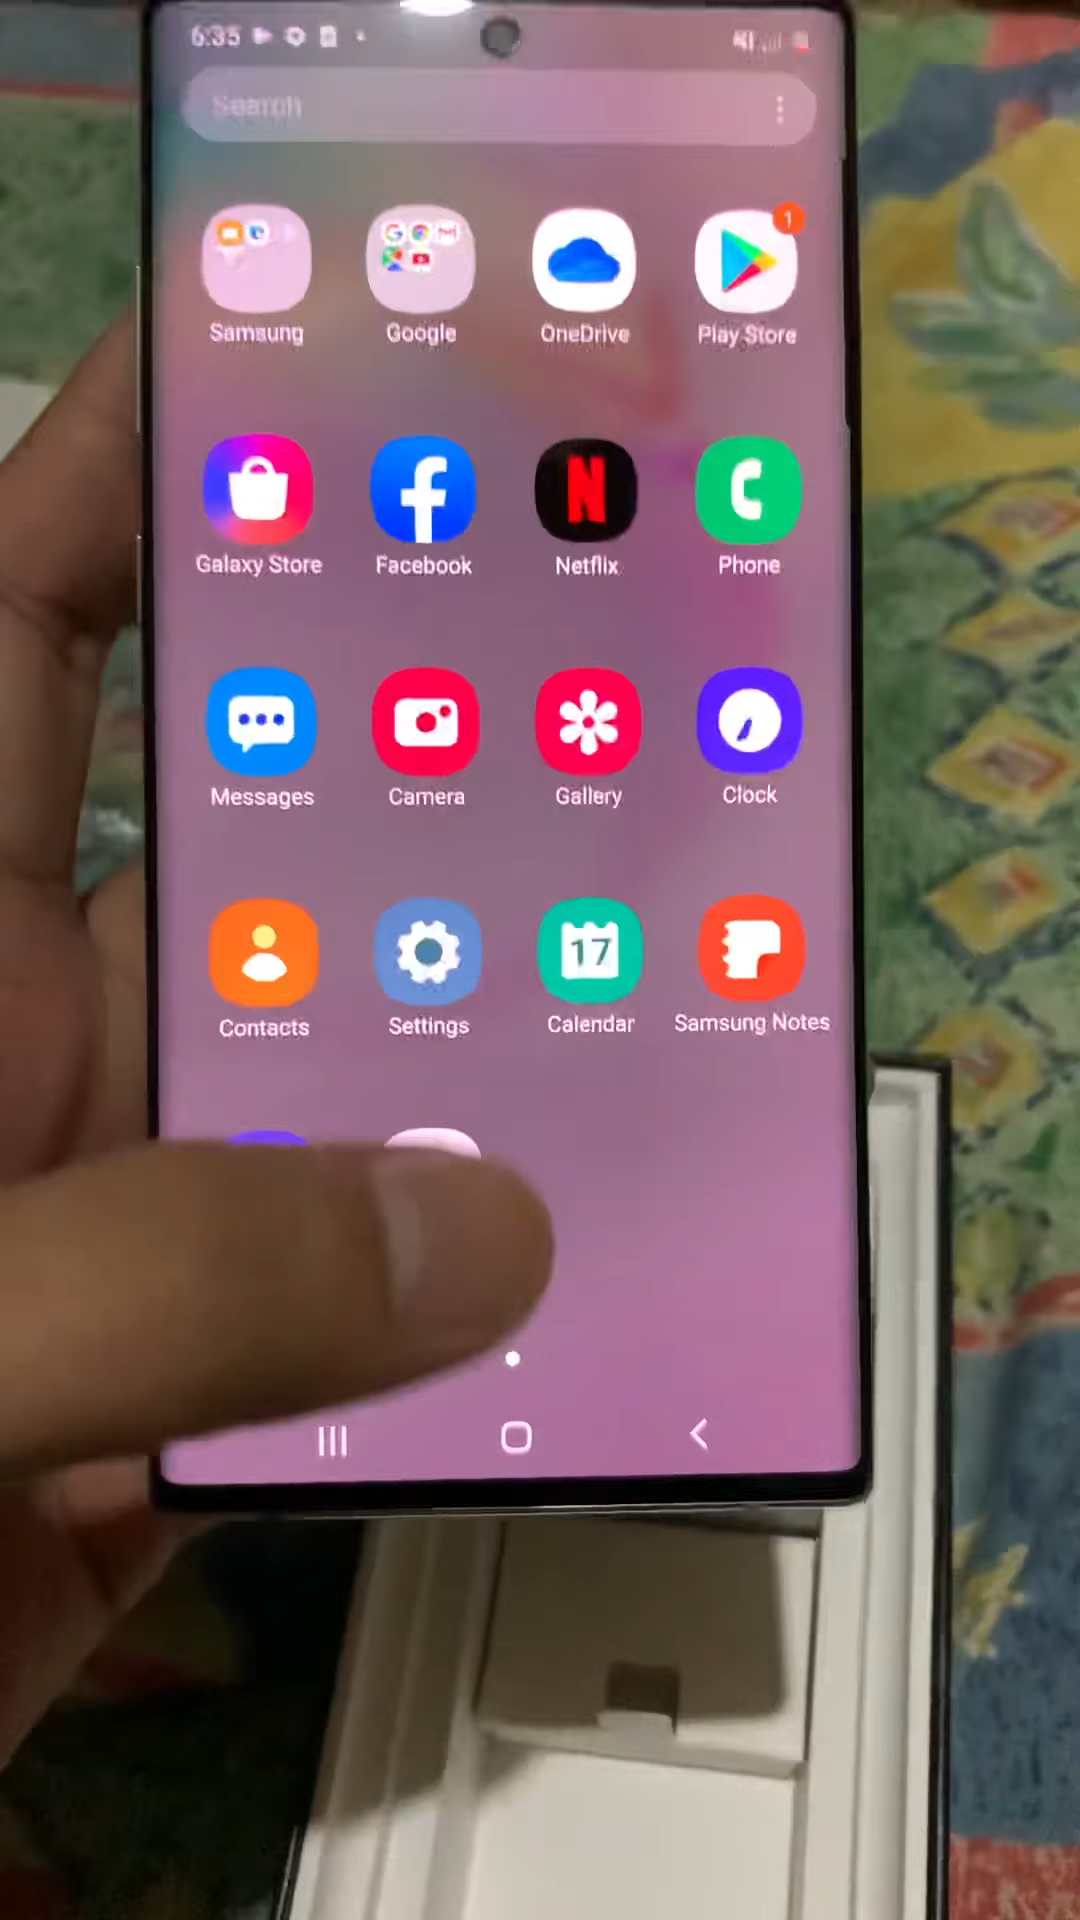 6:35
Search
1
Samsung Google OneDrive Play Store
Galaxy Store Facebook Netflix Phone
Messages Camera Gallery Clock
17
Contacts Settings Calendar Samsung Notes